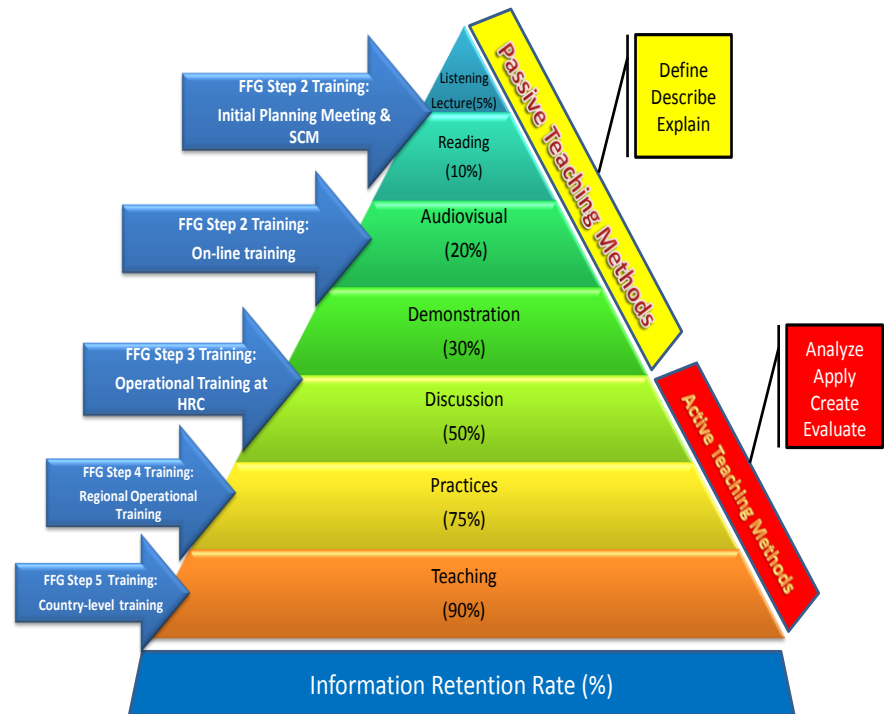 FFG Step 2 Training:
Initial Planning Meeting &
SCM
FFG Step 2 Training:
On-line training
FFG Step 3 Training:
Operational Training at
HRC
FFG Step 4 Training:
Regional Operational
Training
FFG Step 5 Training:
Country-level training
Listening
Lecture(5%)
Reading
(10%)
Audiovisual
(20%)
Demonstration
(30%)
Discussion
(50%)
Practices
(75%)
Teaching
(90%)
Passive Teaching Methods
Define
Describe
Explain
Active Teaching Methods
Analyze
Apply
Create
Evaluate
Information Retention Rate (%)